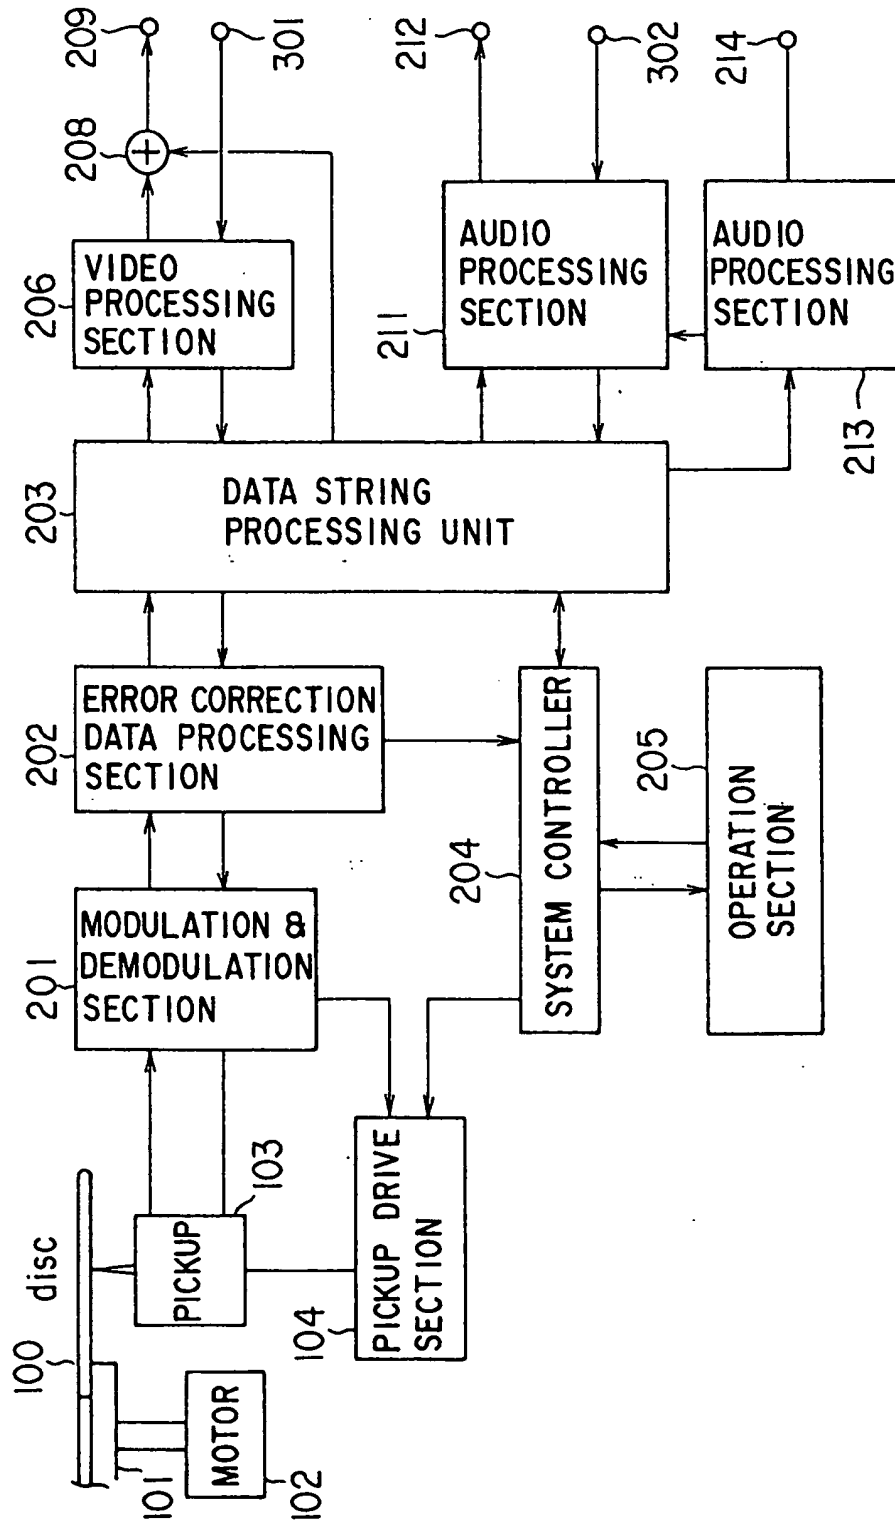 100
disc
101
MOTOR
102
PICKUP
103
104
PICKUP DRIVE
SECTION
201
MODULATION &
DEMODULATION
SECTION
202
ERROR CORRECTION
DATA PROCESSING
SECTION
203
DATA STRING
PROCESSING UNIT
204
SYSTEM CONTROLLER
205
OPERATION
SECTION
206
VIDEO
PROCESSING
SECTION
208
209
301
211
AUDIO
PROCESSING
SECTION
212
302
213
AUDIO
PROCESSING
SECTION
214